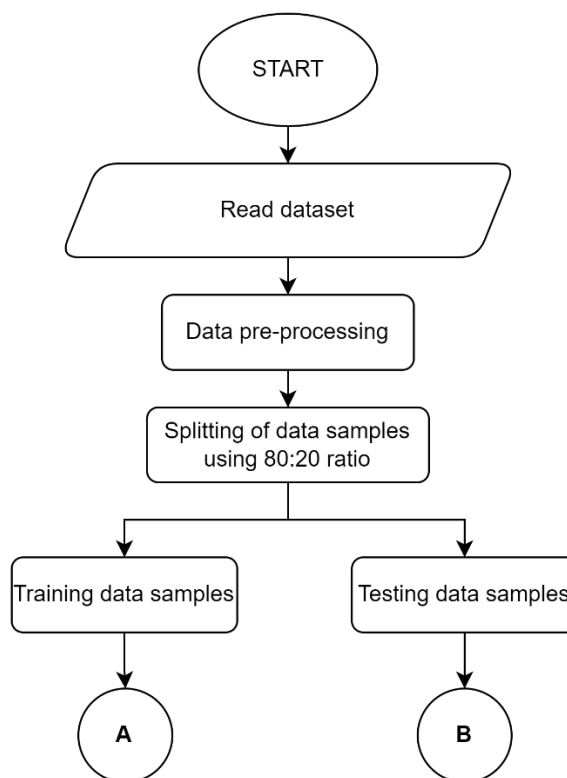 START
Read dataset
Data pre-processing
Splitting of data samples
using 80:20 ratio
Training data samples
Testing data samples
A
B